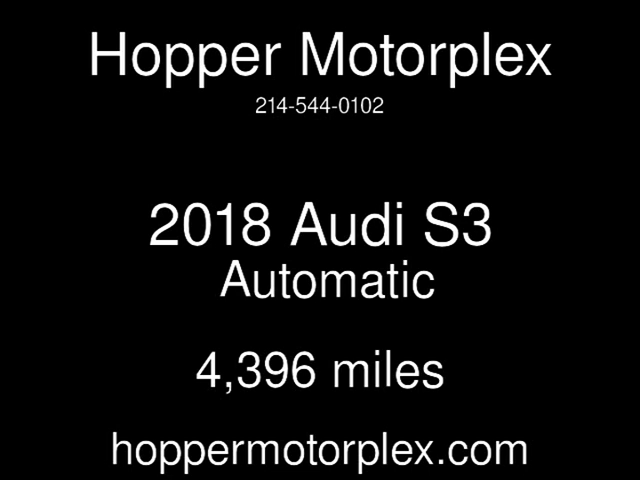 Hopper Motorplex
214-544-0102
2018 Audi S3
Automatic
4,396 miles
hoppermotorplex.com